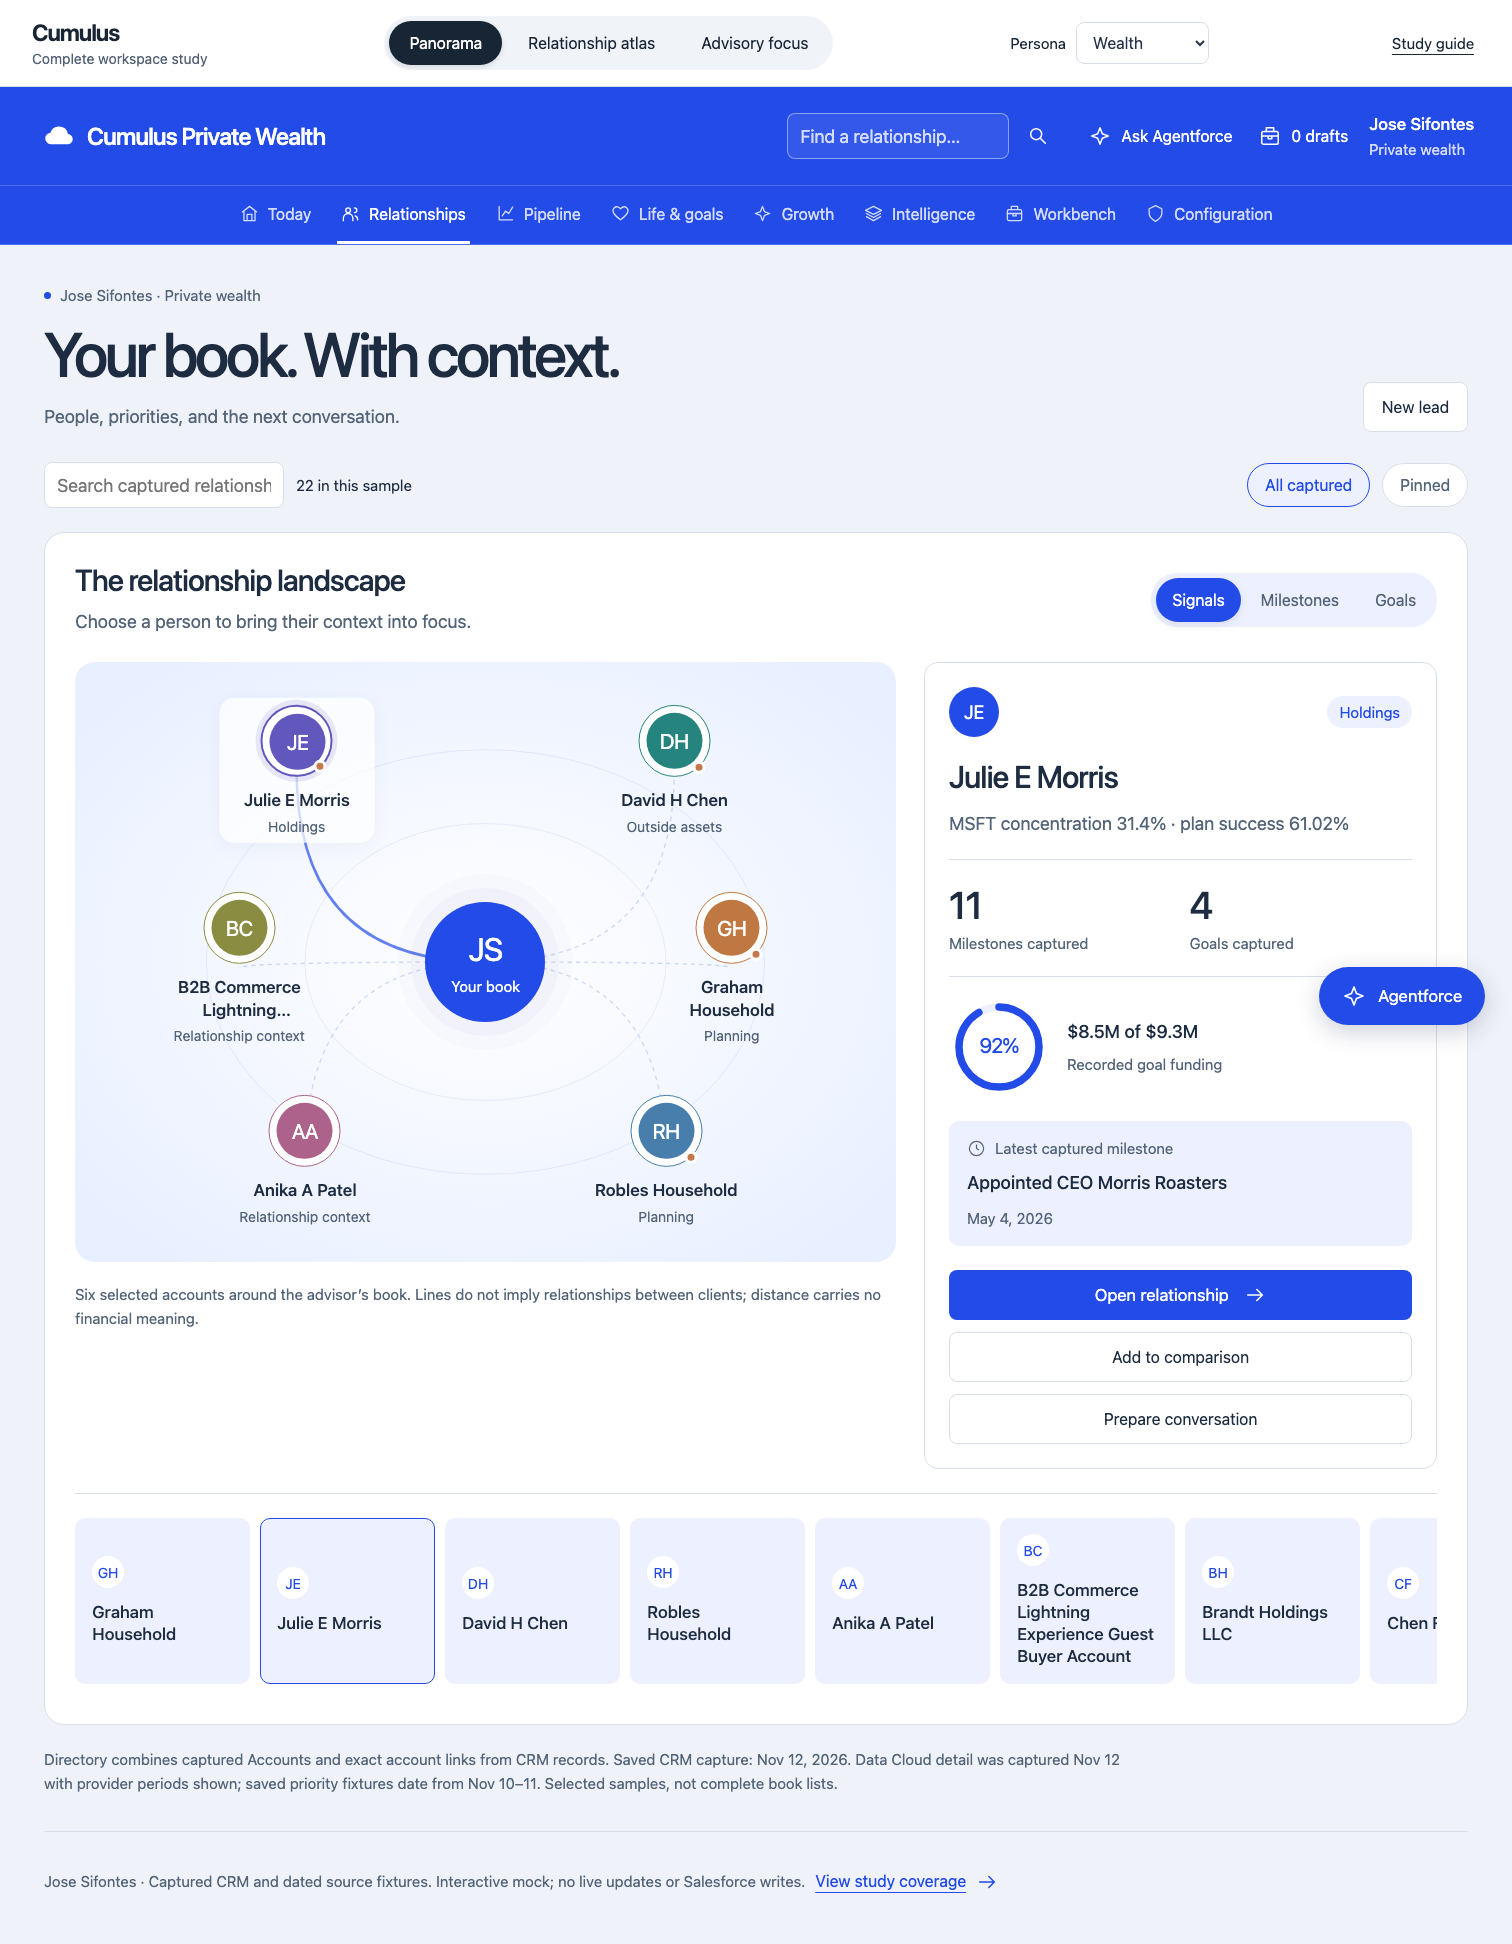 Cumulus
Complete workspace study
Panorama
Relationship atlas
Advisory focus
Persona
Wealth
Study guide
Cumulus Private Wealth
Find a relationship...
Ask Agentforce
0 drafts
Jose Sifontes
Private wealth
Today
Relationships
Pipeline
Life & goals
Growth
Intelligence
Workbench
Configuration
Jose Sifontes · Private wealth
Your book. With context.
People, priorities, and the next conversation.
New lead
Search captured relationsh
22 in this sample
All captured
Pinned
The relationship landscape
Choose a person to bring their context into focus.
Signals
Milestones
Goals
JE
Julie E Morris
Holdings
DH
David H Chen
Outside assets
BC
B2B Commerce
Lightning...
Relationship context
JS
Your book
GH
Graham
Household
Planning
AA
Anika A Patel
Relationship context
RH
Robles Household
Planning
Six selected accounts around the advisor's book. Lines do not imply relationships between clients; distance carries no
financial meaning.
JE
Holdings
Julie E Morris
MSFT concentration 31.4% · plan success 61.02%
11
Milestones captured
4
Goals captured
Agentforce
92%
$8.5M of $9.3M
Recorded goal funding
Latest captured milestone
Appointed CEO Morris Roasters
May 4, 2026
Open relationship
Add to comparison
Prepare conversation
GH
Graham
Household
JE
Julie E Morris
DH
David H Chen
RH
Robles
Household
AA
Anika A Patel
BC
B2B Commerce
Lightning
Experience Guest
Buyer Account
BH
Brandt Holdings
LLC
CF
Chen F
Directory combines captured Accounts and exact account links from CRM records. Saved CRM capture: Nov 12, 2026. Data Cloud detail was captured Nov 12
with provider periods shown; saved priority fixtures date from Nov 10–11. Selected samples, not complete book lists.
Jose Sifontes · Captured CRM and dated source fixtures. Interactive mock; no live updates or Salesforce writes.
View study coverage